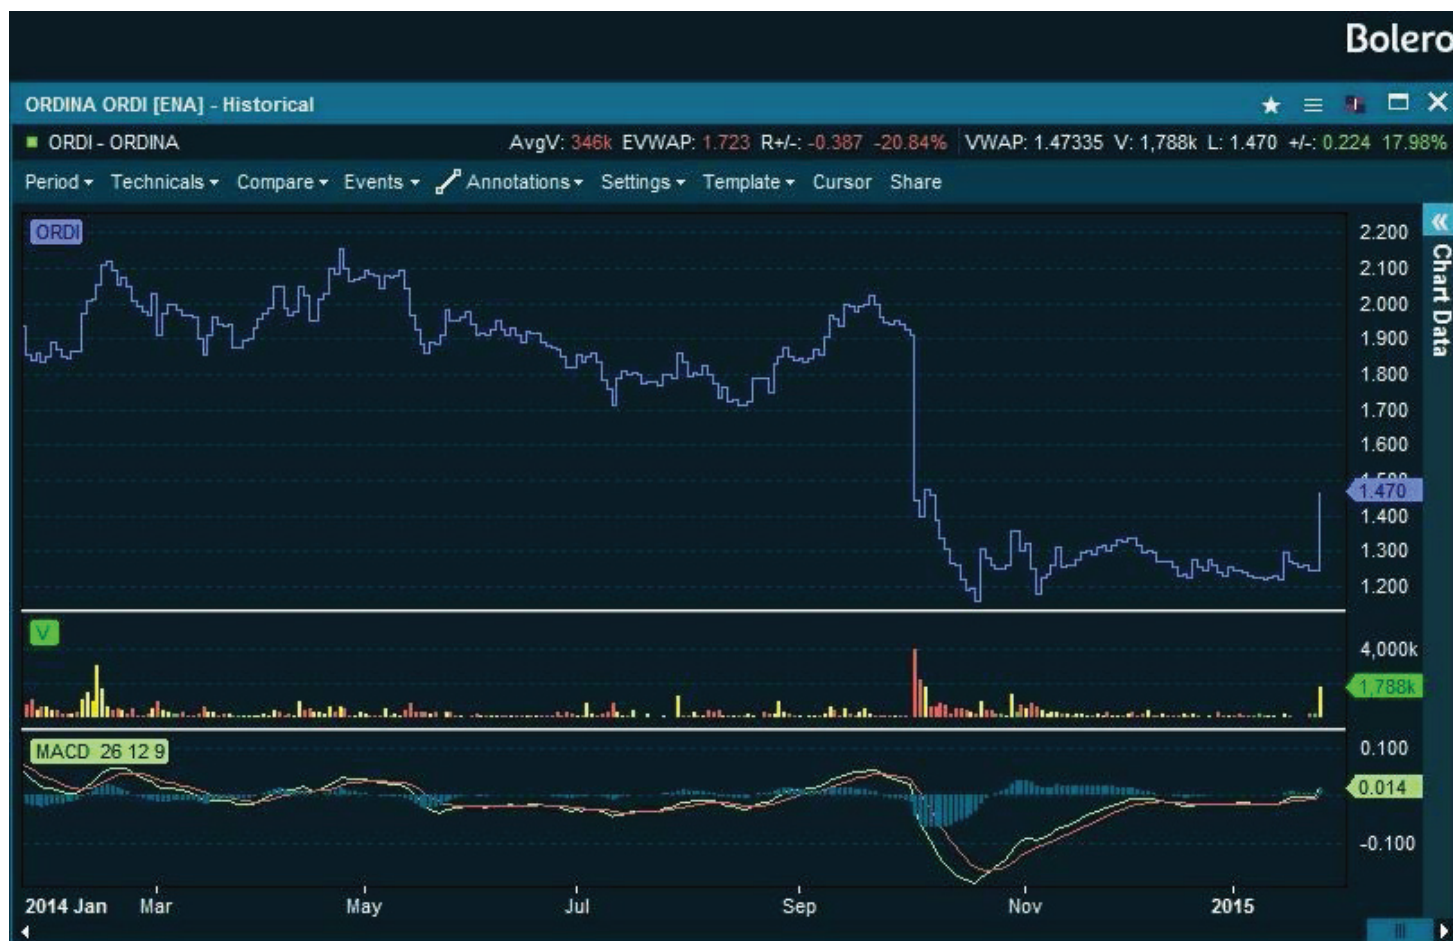 Bolero
ORDINA ORDI [ENA] - Historical
ORDI - ORDINA AvgV: 346k EVWAP: 1.723 R+/-: -0.387 -20.84% VWAP: 1.47335 V: 1,788k L: 1.470 +/-: 0.224 17.98%
Period Technicals Compare Events Annotations Settings Template Cursor Share
ORDI
2.200
2.100
2.000
1.900
1.800
1.700
1.600
1.470
1.400
1.300
1.200
Chart Data
V
4,000k
1,788k
MACD 26 12 9
0.100
0.014
-0.100
2014 Jan Mar May Jul Sep Nov 2015